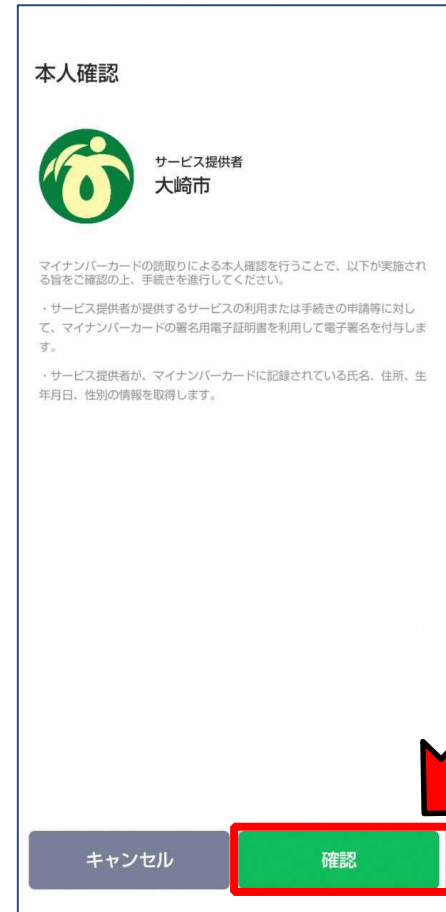 本人確認
サービス提供者
大崎市
マイナンバーカードの読取りによる本人確認を行うことで、以下が実施され
る旨をご確認の上、手続きを進行してください。
・サービス提供者が提供するサービスの利用または手続きの申請等に対し
て、マイナンバーカードの署名用電子証明書を利用して電子署名を付与しま
す。
・サービス提供者が、マイナンバーカードに記録されている氏名、住所、生
年月日、性別の情報を取得します。
キャンセル
確認